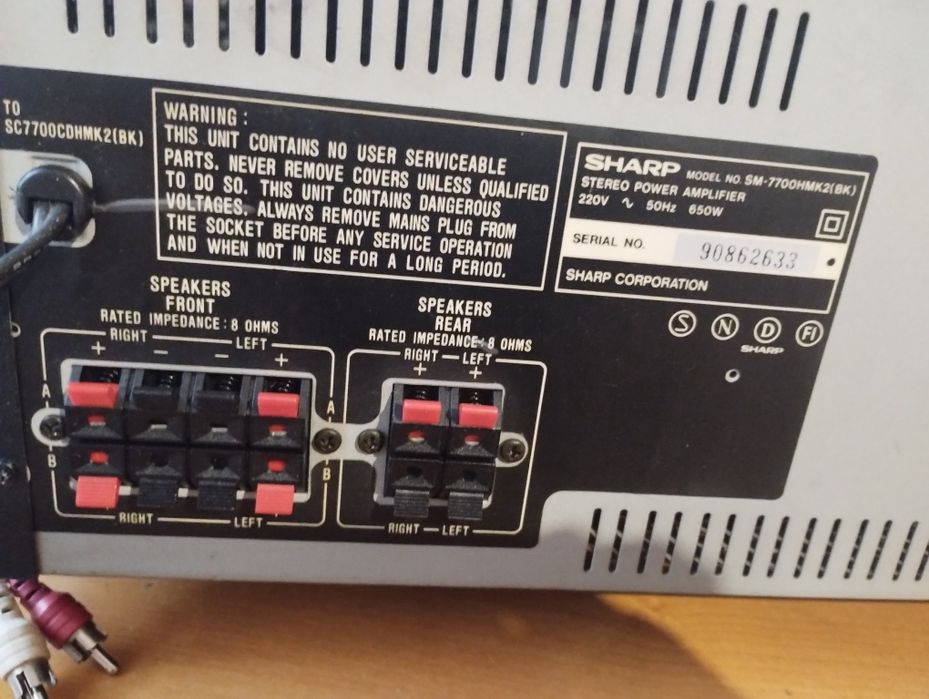 TO
SC7700CDHMK2(BK)
WARNING :
THIS UNIT CONTAINS NO USER SERVICEABLE
PARTS. NEVER REMOVE COVERS UNLESS QUALIFIED
TO DO SO. THIS UNIT CONTAINS DANGEROUS
VOLTAGES. ALWAYS REMOVE MAINS PLUG FROM
THE SOCKET BEFORE ANY SERVICE OPERATION
AND WHEN NOT IN USE FOR A LONG PERIOD.
SHARP MODEL NO. SM-7700HMK2(BK)
STEREO POWER AMPLIFIER
220V ∿ 50Hz 650W
SERIAL NO. 90862633
SHARP CORPORATION
S N D FI
SHARP
SPEAKERS
FRONT
RATED IMPEDANCE : 8 OHMS
RIGHT LEFT
+ − − +
A A
B B
RIGHT LEFT
SPEAKERS
REAR
RATED IMPEDANCE : 8 OHMS
RIGHT LEFT
+ +
RIGHT LEFT